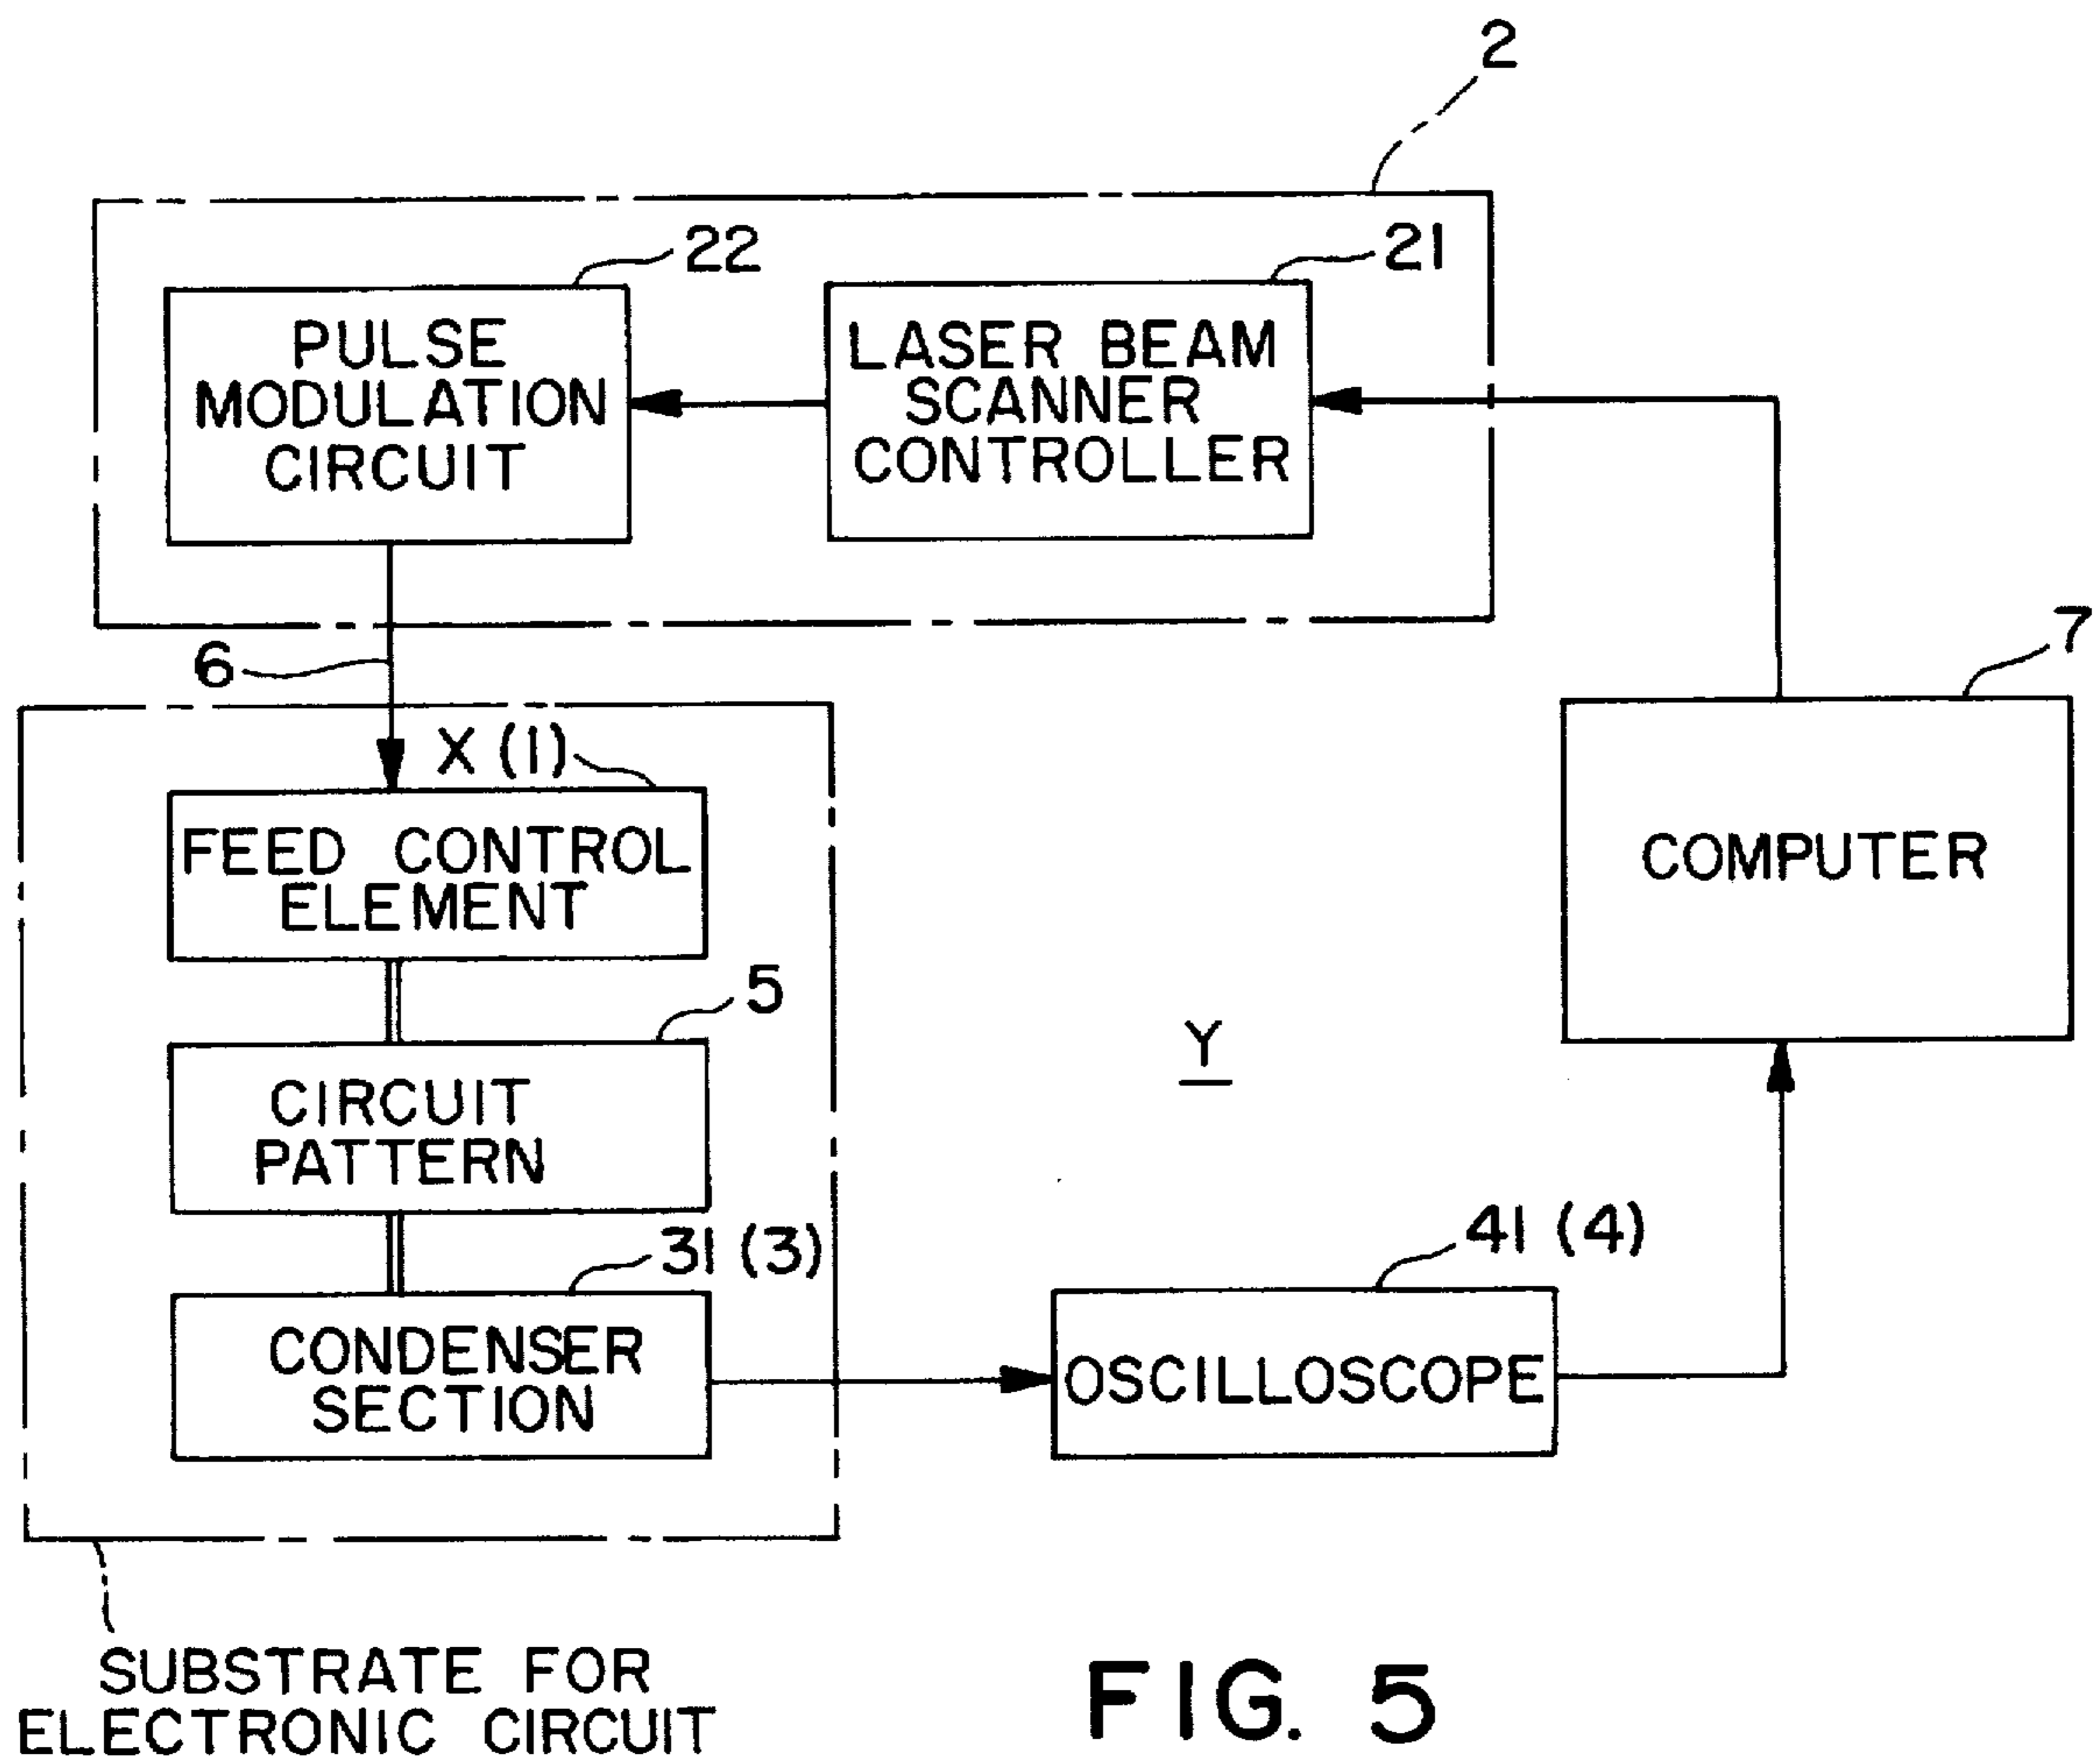 2
22
21
PULSE
MODULATION
CIRCUIT
LASER BEAM
SCANNER
CONTROLLER
6
7
X (1)
FEED CONTROL
ELEMENT
COMPUTER
5
CIRCUIT
PATTERN
Y
31 (3)
41 (4)
CONDENSER
SECTION
OSCILLOSCOPE
SUBSTRATE FOR
ELECTRONIC CIRCUIT
FIG. 5